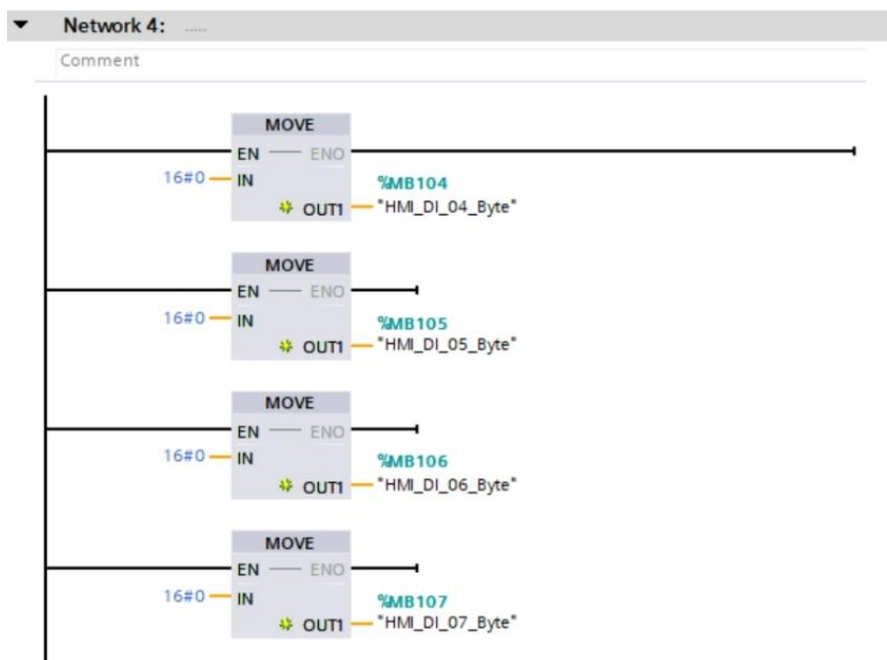 Network 4: .....
Comment
MOVE
EN ENO
16#0 IN
%MB104
OUT1 "HMI_DI_04_Byte"
MOVE
EN ENO
16#0 IN
%MB105
OUT1 "HMI_DI_05_Byte"
MOVE
EN ENO
16#0 IN
%MB106
OUT1 "HMI_DI_06_Byte"
MOVE
EN ENO
16#0 IN
%MB107
OUT1 "HMI_DI_07_Byte"